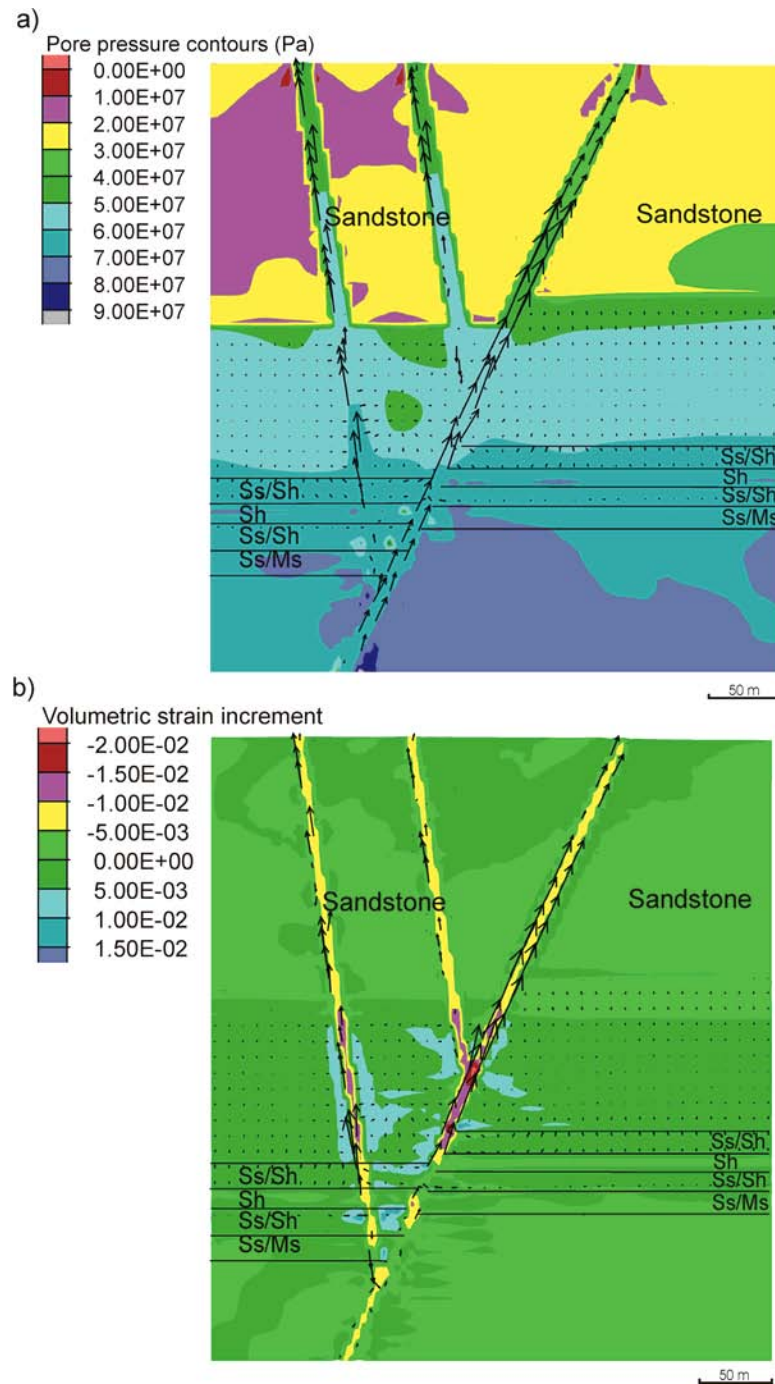 a)
Pore pressure contours (Pa)
0.00E+00
1.00E+07
2.00E+07
3.00E+07
4.00E+07
5.00E+07
6.00E+07
7.00E+07
8.00E+07
9.00E+07
Sandstone
Sandstone
Ss/Sh
Sh
Ss/Sh
Ss/Ms
Ss/Sh
Sh
Ss/Sh
Ss/Ms
50 m
b)
Volumetric strain increment
-2.00E-02
-1.50E-02
-1.00E-02
-5.00E-03
0.00E+00
5.00E-03
1.00E-02
1.50E-02
Sandstone
Sandstone
Ss/Sh
Sh
Ss/Sh
Ss/Ms
Ss/Sh
Sh
Ss/Sh
Ss/Ms
50 m